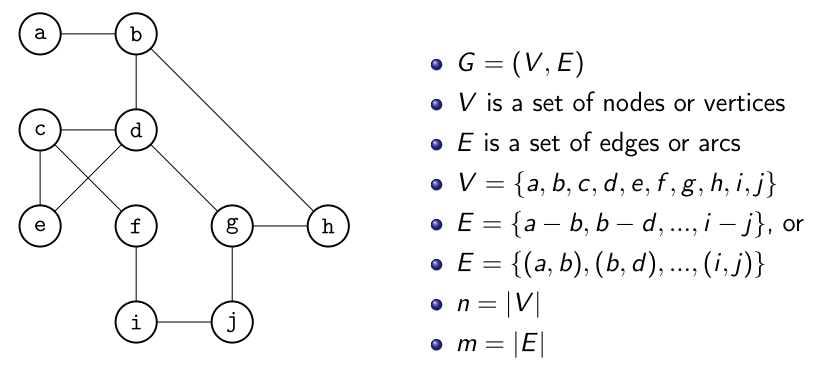 a b
c d
e f g h
i j
G = (V, E)
V is a set of nodes or vertices
E is a set of edges or arcs
V = {a, b, c, d, e, f, g, h, i, j}
E = {a − b, b − d, ..., i − j}, or
E = {(a, b), (b, d), ..., (i, j)}
n = |V|
m = |E|